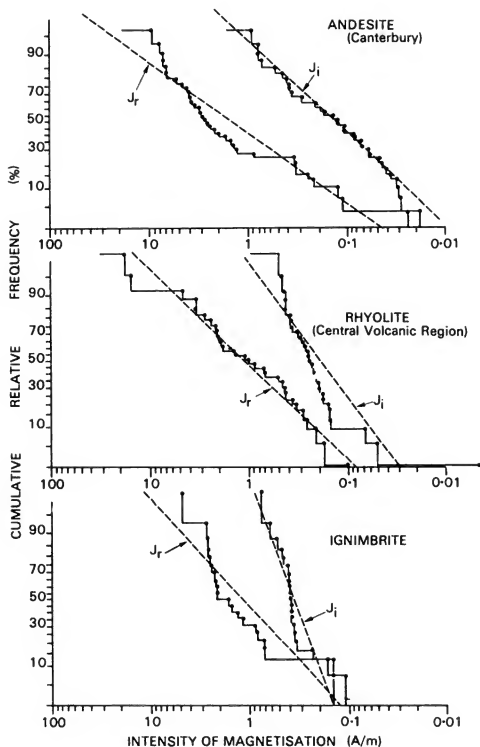 ANDESITE
(Canterbury)
Jr
Ji
90
70
50
30
10
100
10
1
0·1
0·01
RHYOLITE
(Central Volcanic Region)
Jr
Ji
90
70
50
30
10
100
10
1
0·1
0·01
IGNIMBRITE
Jr
Ji
90
70
50
30
10
100
10
1
0·1
0·01
CUMULATIVE RELATIVE FREQUENCY (%)
INTENSITY OF MAGNETISATION (A/m)